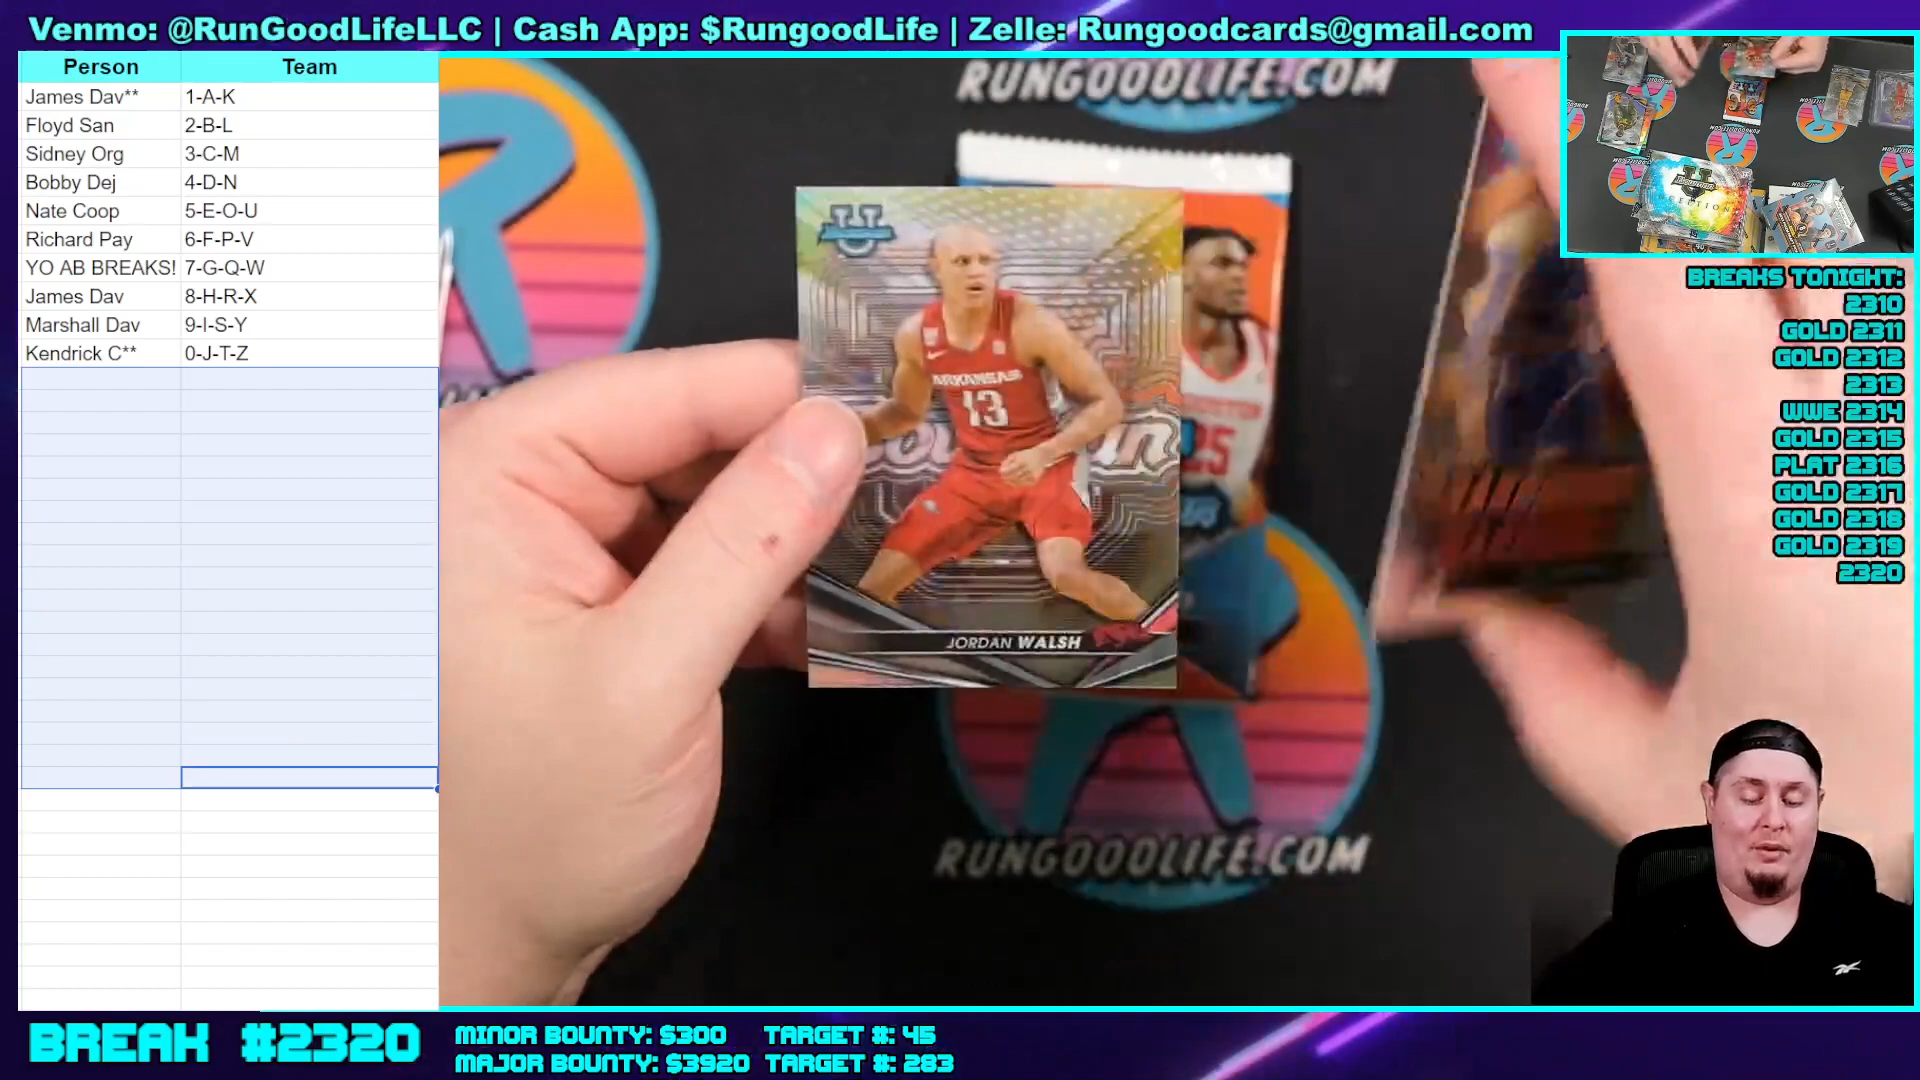 Venmo: @RunGoodLifeLLC | Cash App: $RungoodLife | Zelle: Rungoodcards@gmail.com
Person Team
James Dav** 1-A-K
Floyd San 2-B-L
Sidney Org 3-C-M
Bobby Dej 4-D-N
Nate Coop 5-E-O-U
Richard Pay 6-F-P-V
YO AB BREAKS! 7-G-Q-W
James Dav 8-H-R-X
Marshall Dav 9-I-S-Y
Kendrick C** 0-J-T-Z
RUNGOODLIFE.COM
U
ARKANSAS
13
25
JORDAN WALSH
RUNGOODLIFE.COM
BREAKS TONIGHT:
2310
GOLD 2311
GOLD 2312
2313
WWE 2314
GOLD 2315
PLAT 2316
GOLD 2317
GOLD 2318
GOLD 2319
2320
BREAK #2320
MINOR BOUNTY: $300 TARGET #: 45
MAJOR BOUNTY: $3920 TARGET #: 283